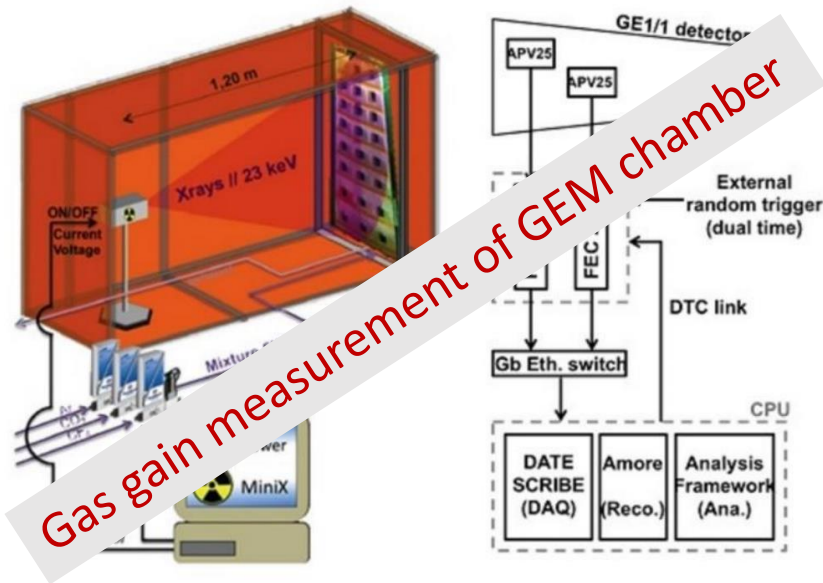 Gas gain measurement of GEM chamber
1,20 m
Xrays // 23 keV
ON/OFF
Current
Voltage
Mixture
MiniX
GE1/1 detector
APV25
APV25
External
random trigger
(dual time)
FEC
DTC link
Gb Eth. switch
CPU
DATE
SCRIBE
(DAQ)
Amore
(Reco.)
Analysis
Framework
(Ana.)